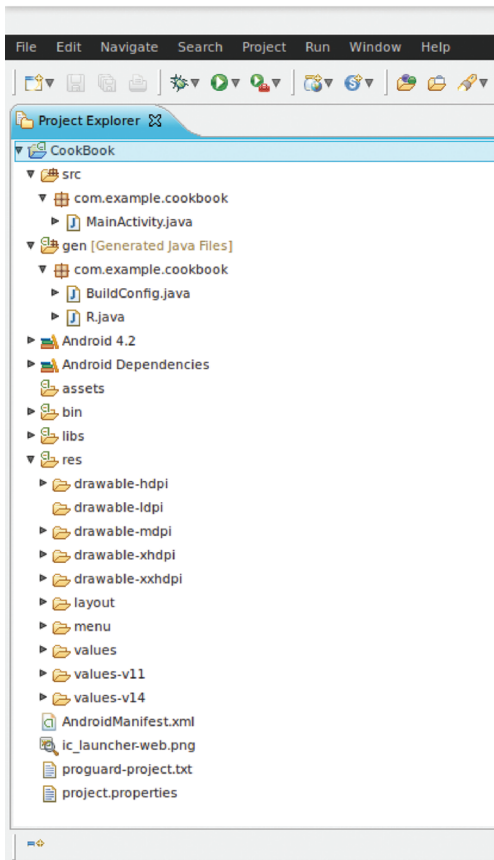 File Edit Navigate Search Project Run Window Help
Project Explorer
CookBook
src
com.example.cookbook
MainActivity.java
gen [Generated Java Files]
com.example.cookbook
BuildConfig.java
R.java
Android 4.2
Android Dependencies
assets
bin
libs
res
drawable-hdpi
drawable-ldpi
drawable-mdpi
drawable-xhdpi
drawable-xxhdpi
layout
menu
values
values-v11
values-v14
AndroidManifest.xml
ic_launcher-web.png
proguard-project.txt
project.properties